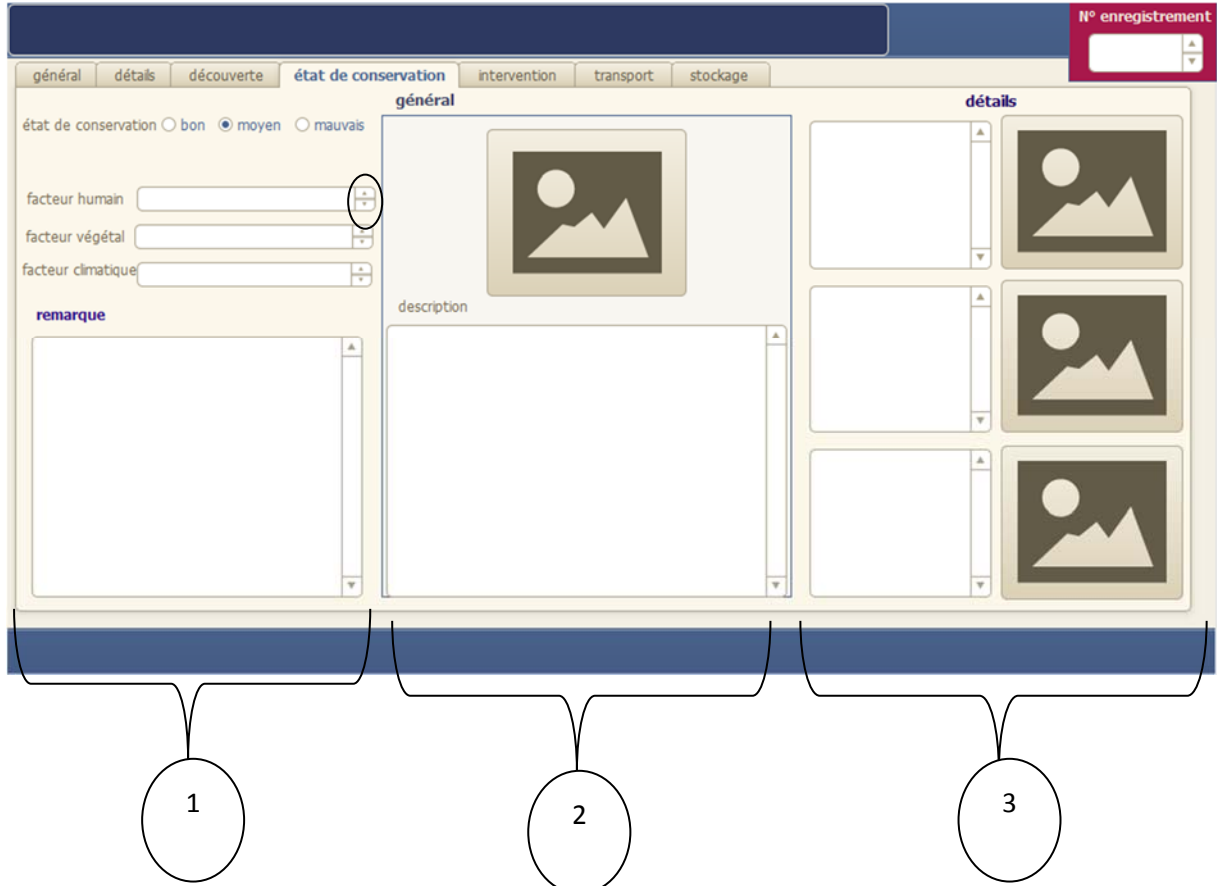 N° enregistrement
général détails découverte état de conservation intervention transport stockage
général détails
état de conservation bon moyen mauvais
facteur humain
facteur végétal
facteur climatique
description
remarque
1 2 3